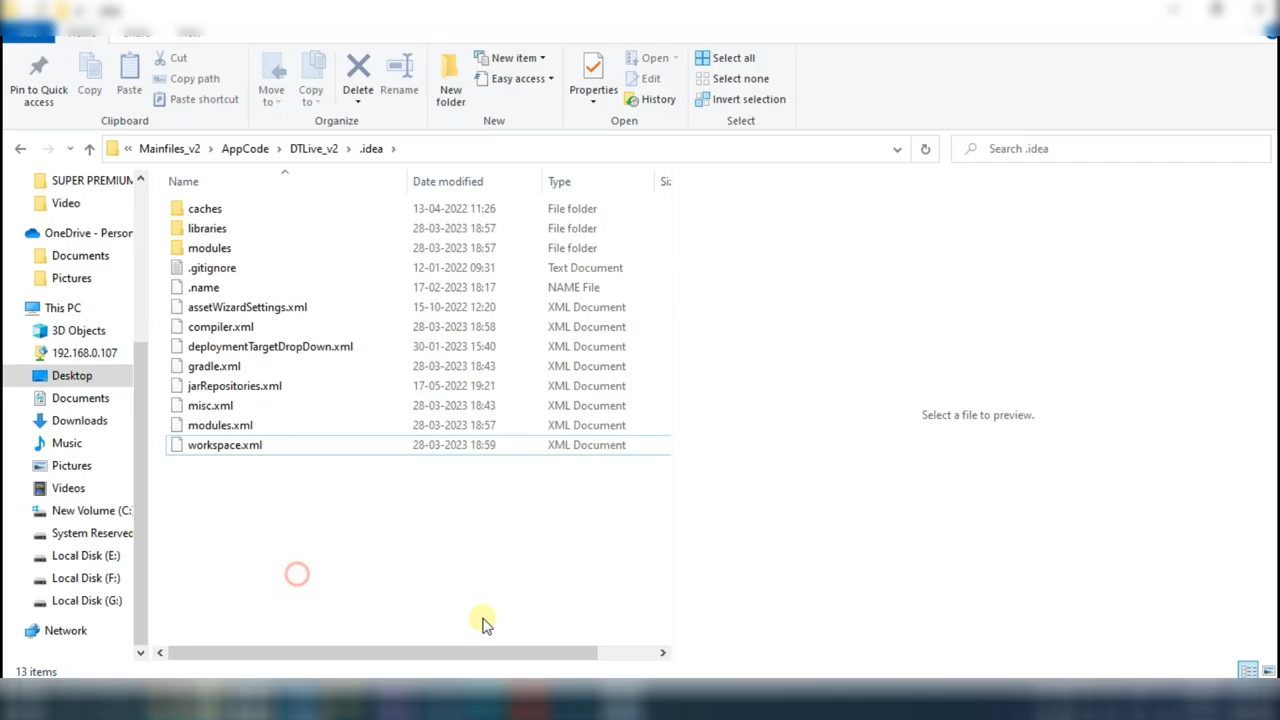 Cut
Copy path
Paste shortcut
Pin to Quick access
Copy
Paste
Clipboard
Move to
Copy to
Delete
Rename
Organize
New folder
New item
Easy access
New
Properties
Open
Edit
History
Open
Select all
Select none
Invert selection
Select
« Mainfiles_v2 > AppCode > DTLive_v2 > .idea >
Search .idea
SUPER PREMIUM
Video
OneDrive - Person
Documents
Pictures
This PC
3D Objects
192.168.0.107
Desktop
Documents
Downloads
Music
Pictures
Videos
New Volume (C:
System Reserved
Local Disk (E:)
Local Disk (F:)
Local Disk (G:)
Network
Name Date modified Type Siz
caches 13-04-2022 11:26 File folder
libraries 28-03-2023 18:57 File folder
modules 28-03-2023 18:57 File folder
.gitignore 12-01-2022 09:31 Text Document
.name 17-02-2023 18:17 NAME File
assetWizardSettings.xml 15-10-2022 12:20 XML Document
compiler.xml 28-03-2023 18:58 XML Document
deploymentTargetDropDown.xml 30-01-2023 15:40 XML Document
gradle.xml 28-03-2023 18:43 XML Document
jarRepositories.xml 17-05-2022 19:21 XML Document
misc.xml 28-03-2023 18:43 XML Document
modules.xml 28-03-2023 18:57 XML Document
workspace.xml 28-03-2023 18:59 XML Document
Select a file to preview.
13 items